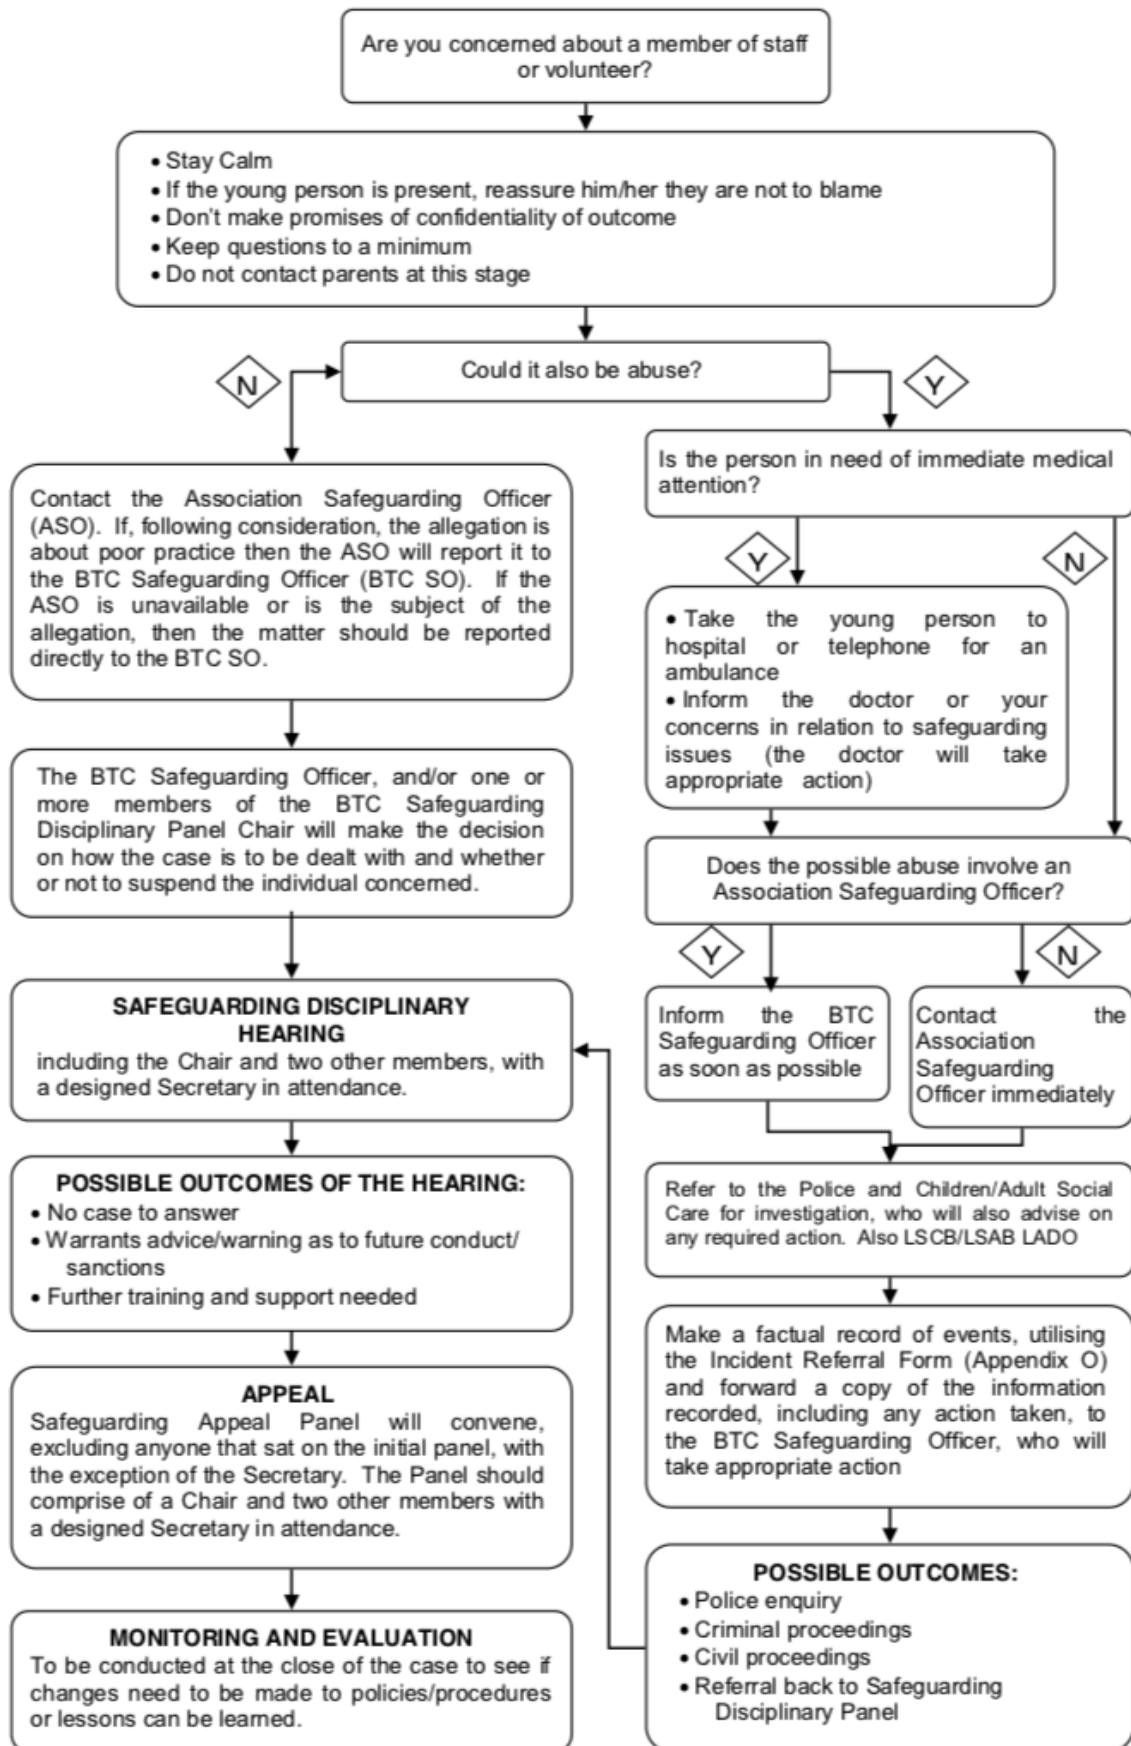 Are you concerned about a member of staff
or volunteer?
• Stay Calm
• If the young person is present, reassure him/her they are not to blame
• Don't make promises of confidentiality of outcome
• Keep questions to a minimum
• Do not contact parents at this stage
Could it also be abuse?
N
Y
Contact the Association Safeguarding Officer
(ASO). If, following consideration, the allegation is
about poor practice then the ASO will report it to
the BTC Safeguarding Officer (BTC SO). If the
ASO is unavailable or is the subject of the
allegation, then the matter should be reported
directly to the BTC SO.
The BTC Safeguarding Officer, and/or one or
more members of the BTC Safeguarding
Disciplinary Panel Chair will make the decision
on how the case is to be dealt with and whether
or not to suspend the individual concerned.
SAFEGUARDING DISCIPLINARY
HEARING
including the Chair and two other members, with
a designed Secretary in attendance.
POSSIBLE OUTCOMES OF THE HEARING:
• No case to answer
• Warrants advice/warning as to future conduct/
sanctions
• Further training and support needed
APPEAL
Safeguarding Appeal Panel will convene,
excluding anyone that sat on the initial panel, with
the exception of the Secretary. The Panel should
comprise of a Chair and two other members with
a designed Secretary in attendance.
MONITORING AND EVALUATION
To be conducted at the close of the case to see if
changes need to be made to policies/procedures
or lessons can be learned.
Is the person in need of immediate medical
attention?
Y
N
• Take the young person to
hospital or telephone for an
ambulance
• Inform the doctor or your
concerns in relation to safeguarding
issues (the doctor will take
appropriate action)
Does the possible abuse involve an
Association Safeguarding Officer?
Y
N
Inform the BTC
Safeguarding Officer
as soon as possible
Contact the
Association
Safeguarding
Officer immediately
Refer to the Police and Children/Adult Social
Care for investigation, who will also advise on
any required action. Also LSCB/LSAB LADO
Make a factual record of events, utilising
the Incident Referral Form (Appendix O)
and forward a copy of the information
recorded, including any action taken, to
the BTC Safeguarding Officer, who will
take appropriate action
POSSIBLE OUTCOMES:
• Police enquiry
• Criminal proceedings
• Civil proceedings
• Referral back to Safeguarding
Disciplinary Panel